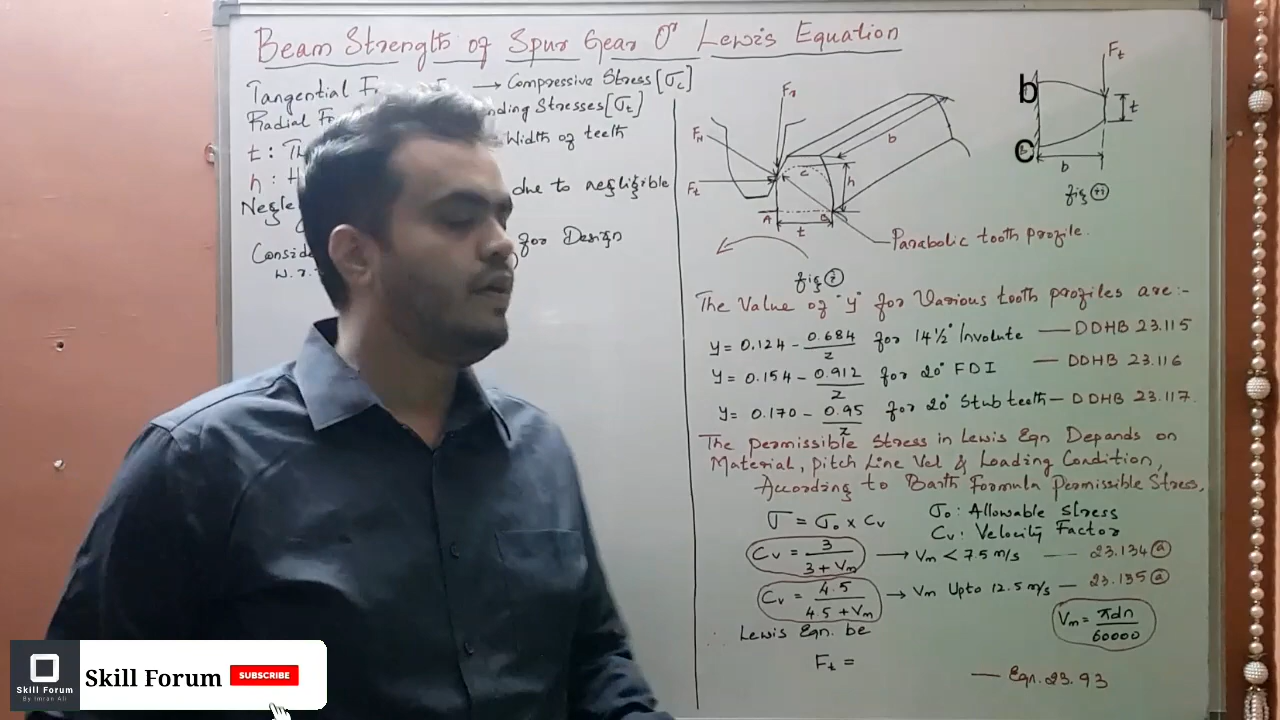 Beam Strength of Spur Gear Or Lewis Equation
Tangential → Compressive Stress [σc]
Radial Stresses [σt]
t : Width of teeth
h :
due to negligible
for Design
W.r.
Fr
FN
Ft
b
c
h
A
B
t
fig ①
Parabolic tooth profile.
Ft
b
c
t
b
The Value of "y" for Various tooth profiles are:-
y = 0.124 - 0.684/z for 14½° Involute — DDHB 23.115
y = 0.154 - 0.912/z for 20° FDI — DDHB 23.116
y = 0.170 - 0.95/z for 20° Stub teeth — DDHB 23.117
The Permissible Stress in Lewis Eqn Depends on
Material, Pitch Line Vel & Loading Condition,
According to Barth Formula Permissible Stress,
σ = σo x Cv
σo : Allowable stress
Cv : Velocity Factor
Cv = 3/(3+Vm) → Vm < 7.5 m/s — 23.134 ⓐ
Cv = 4.5/(4.5+Vm) → Vm Upto 12.5 m/s — 23.135 ⓐ
Vm = πdn/60000
Lewis Eqn. be
Ft =
— Eqn. 23.93
Skill Forum
By Imran Ali
Skill Forum
SUBSCRIBE